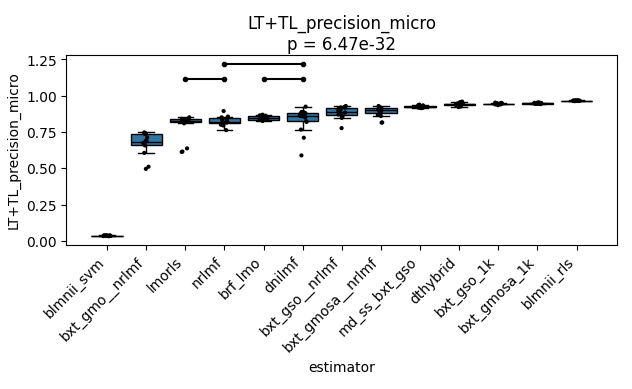 LT+TL_precision_micro
p = 6.47e-32
LT+TL_precision_micro
1.25
1.00
0.75
0.50
0.25
0.00
blmnii_svm
bxt_gmo__nrlmf
lmorls
nrlmf
brf_lmo
dnilmf
bxt_gso__nrlmf
bxt_gmosa__nrlmf
md_ss_bxt_gso
dthybrid
bxt_gso_1k
bxt_gmosa_1k
blmnii_rls
estimator